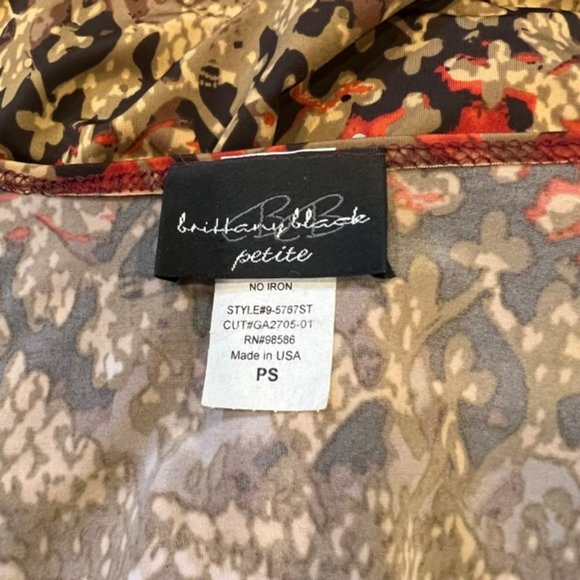 brittany black
petite
NO IRON
STYLE#9-5767ST
CUT#GA2705-01
RN#98586
Made in USA
PS